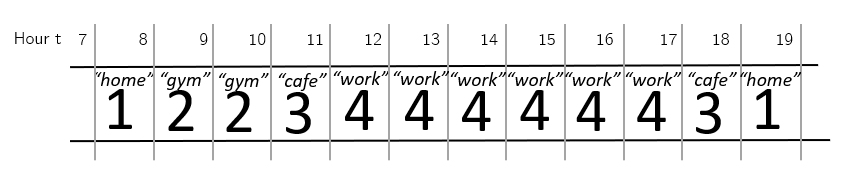 Hour t 7 8 9 10 11 12 13 14 15 16 17 18 19
“home” “gym” “gym” “cafe” “work” “work” “work” “work” “work” “work” “cafe” “home”
1 2 2 3 4 4 4 4 4 4 3 1